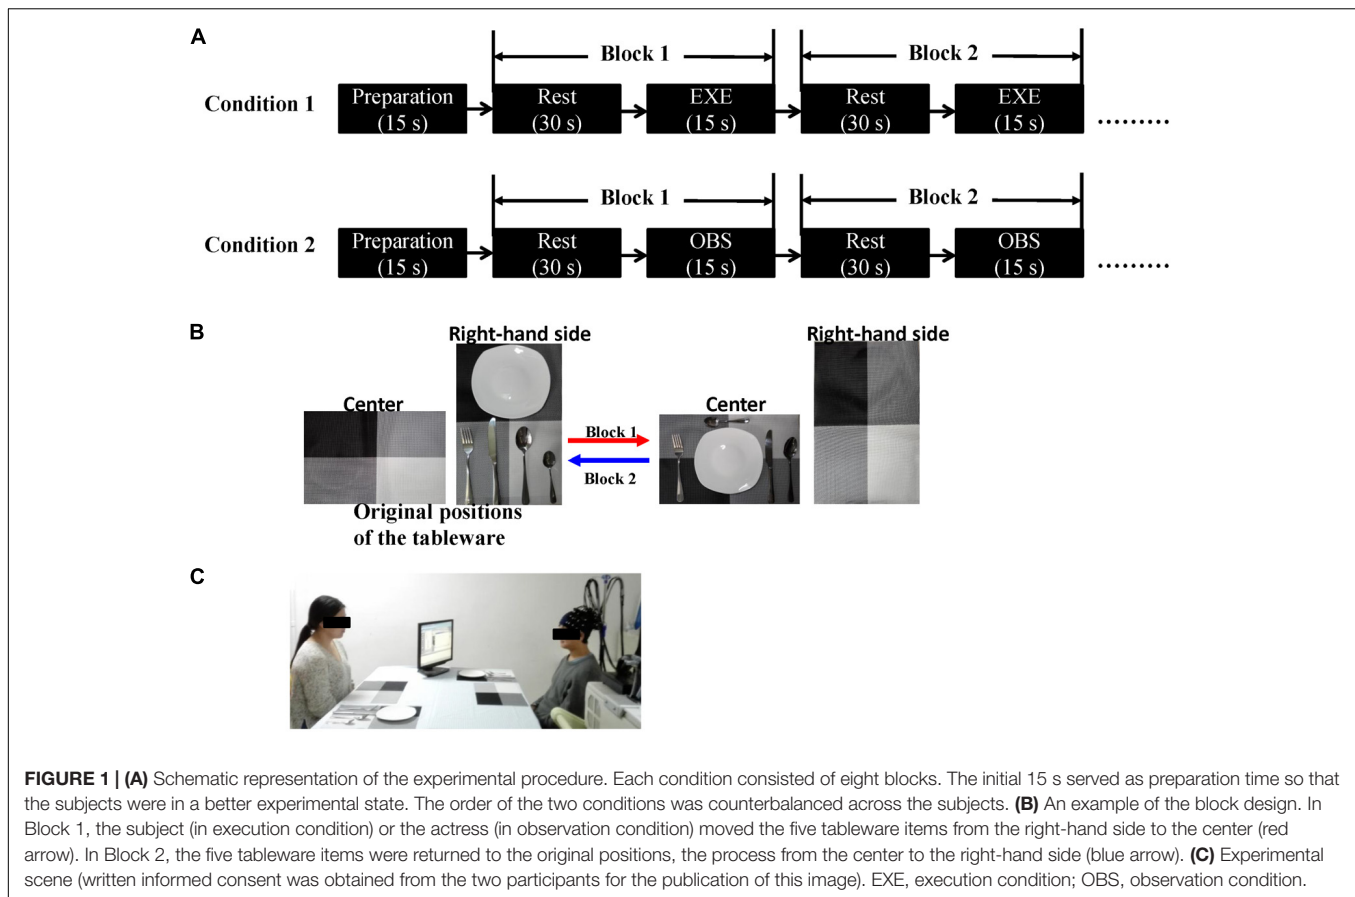 A
Block 1
Block 2
Condition 1
Preparation
(15 s)
Rest
(30 s)
EXE
(15 s)
Rest
(30 s)
EXE
(15 s)
.........
Block 1
Block 2
Condition 2
Preparation
(15 s)
Rest
(30 s)
OBS
(15 s)
Rest
(30 s)
OBS
(15 s)
.........
B
Right-hand side
Right-hand side
Center
Center
Block 1
Block 2
Original positions
of the tableware
C
FIGURE 1 | (A) Schematic representation of the experimental procedure. Each condition consisted of eight blocks. The initial 15 s served as preparation time so that
the subjects were in a better experimental state. The order of the two conditions was counterbalanced across the subjects. (B) An example of the block design. In
Block 1, the subject (in execution condition) or the actress (in observation condition) moved the five tableware items from the right-hand side to the center (red
arrow). In Block 2, the five tableware items were returned to the original positions, the process from the center to the right-hand side (blue arrow). (C) Experimental
scene (written informed consent was obtained from the two participants for the publication of this image). EXE, execution condition; OBS, observation condition.